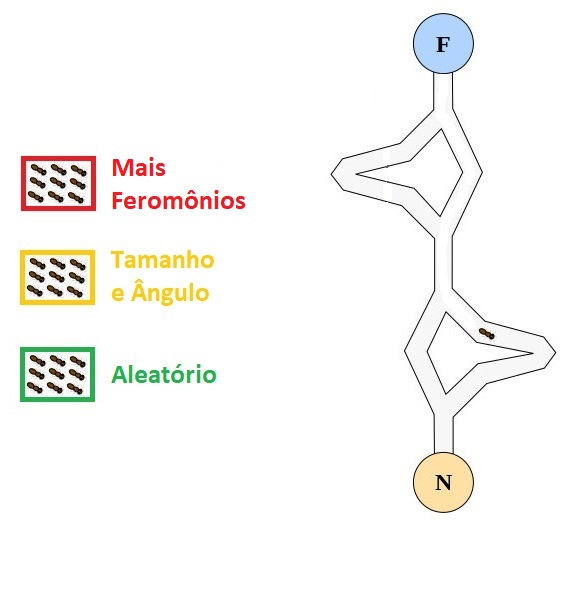 F
Mais
Feromônios
Tamanho
e Ângulo
Aleatório
N